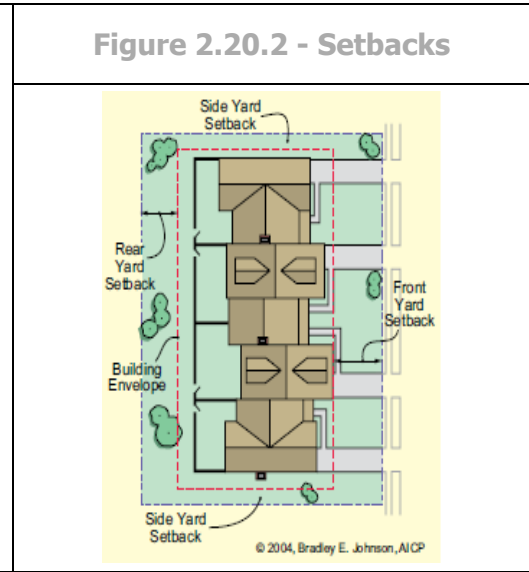 Figure 2.20.2 - Setbacks
Side Yard
Setback
Rear
Yard
Setback
Front
Yard
Setback
Building
Envelope
Side Yard
Setback
© 2004, Bradley E. Johnson, AICP